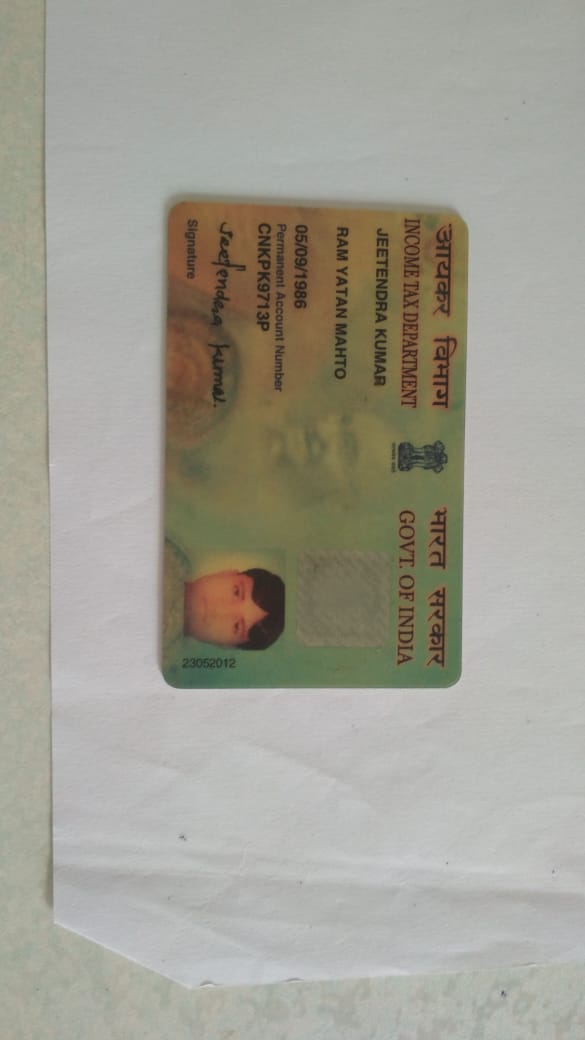 आयकर विभाग
INCOME TAX DEPARTMENT
भारत सरकार
GOVT. OF INDIA
JEETENDRA KUMAR
RAM YATAN MAHTO
05/09/1986
Permanent Account Number
CNKPK9713P
Jeetendra Kumar.
Signature
23052012